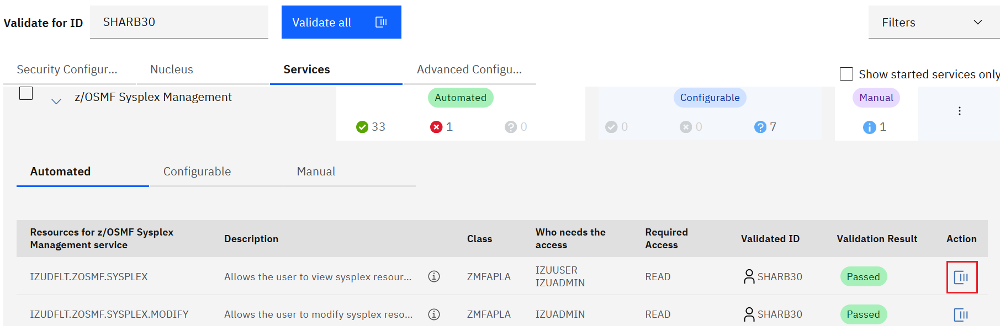 Validate for ID
SHARB30
Validate all
Filters
Security Configur...
Nucleus
Services
Advanced Configu...
Show started services only
z/OSMF Sysplex Management
Automated
Configurable
Manual
33
1
0
0
0
7
1
Automated
Configurable
Manual
Resources for z/OSMF Sysplex
Management service
Description
Class
Who needs the
access
Required
Access
Validated ID
Validation Result
Action
IZUDFLT.ZOSMF.SYSPLEX
Allows the user to view sysplex resour...
ZMFAPLA
IZUUSER
IZUADMIN
READ
SHARB30
Passed
IZUDFLT.ZOSMF.SYSPLEX.MODIFY
Allows the user to modify sysplex reso...
ZMFAPLA
IZUADMIN
READ
SHARB30
Passed